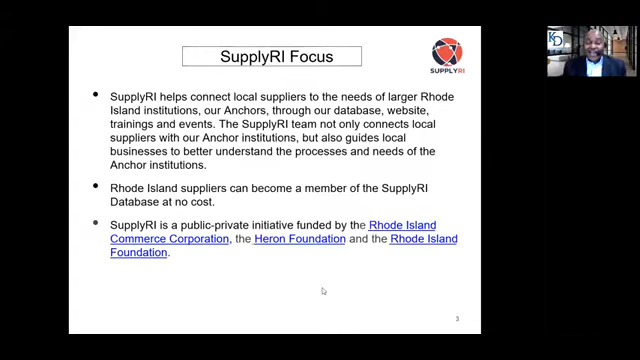 SupplyRI Focus
SUPPLYRI
KD
SupplyRI helps connect local suppliers to the needs of larger Rhode
Island institutions, our Anchors, through our database, website,
trainings and events. The SupplyRI team not only connects local
suppliers with our Anchor institutions, but also guides local
businesses to better understand the processes and needs of the
Anchor institutions.
Rhode Island suppliers can become a member of the SupplyRI
Database at no cost.
SupplyRI is a public-private initiative funded by the Rhode Island
Commerce Corporation, the Heron Foundation and the Rhode Island
Foundation.
3